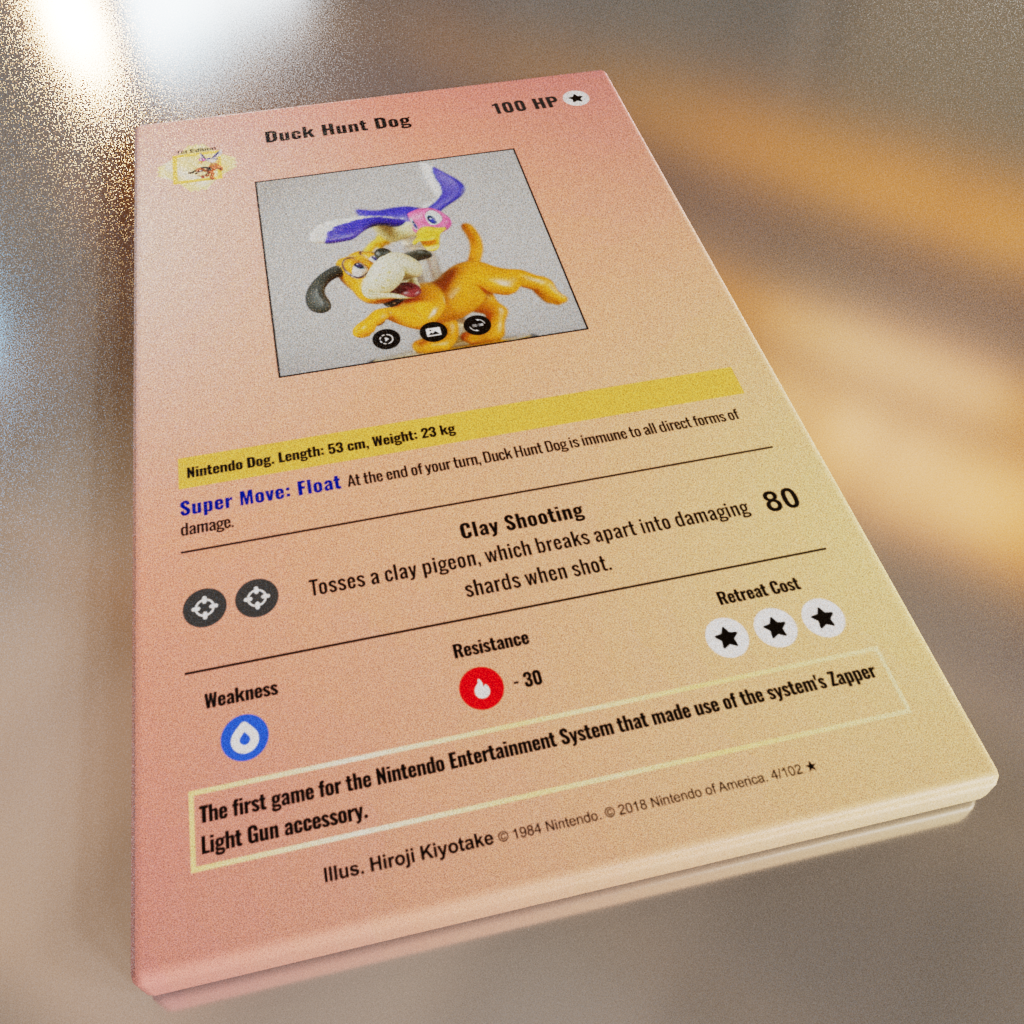 Duck Hunt Dog
100 HP
1st Edition
Nintendo Dog. Length: 53 cm, Weight: 23 kg
Super Move: Float At the end of your turn, Duck Hunt Dog is immune to all direct forms of
damage.
Clay Shooting
80
Tosses a clay pigeon, which breaks apart into damaging
shards when shot.
Weakness
Resistance
- 30
Retreat Cost
The first game for the Nintendo Entertainment System that made use of the system's Zapper
Light Gun accessory.
Illus. Hiroji Kiyotake © 1984 Nintendo. © 2018 Nintendo of America. 4/102 ★